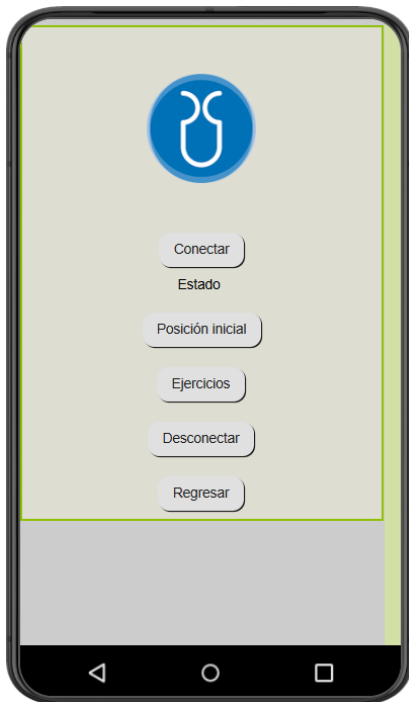 Conectar
Estado
Posición inicial
Ejercicios
Desconectar
Regresar